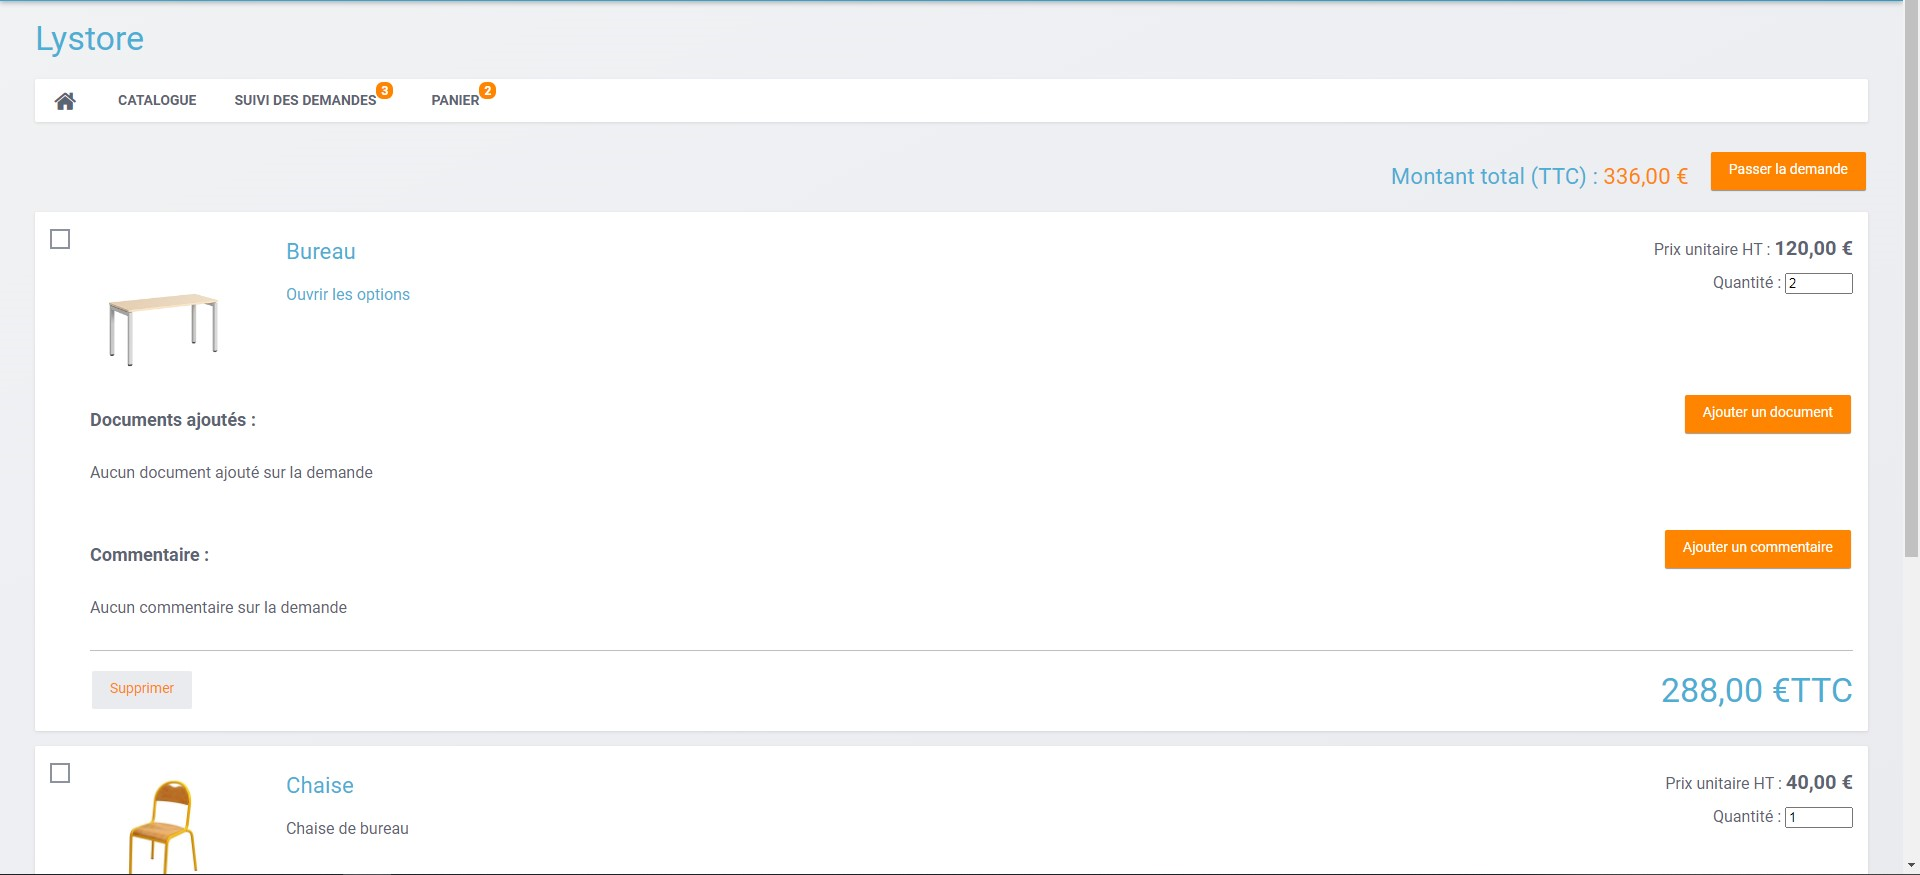 Lystore
CATALOGUE SUIVI DES DEMANDES 3 PANIER 2
Montant total (TTC) : 336,00 € Passer la demande
Bureau
Prix unitaire HT : 120,00 €
Ouvrir les options
Quantité : 2
Documents ajoutés :
Ajouter un document
Aucun document ajouté sur la demande
Commentaire :
Ajouter un commentaire
Aucun commentaire sur la demande
Supprimer
288,00 €TTC
Chaise
Prix unitaire HT : 40,00 €
Chaise de bureau
Quantité : 1